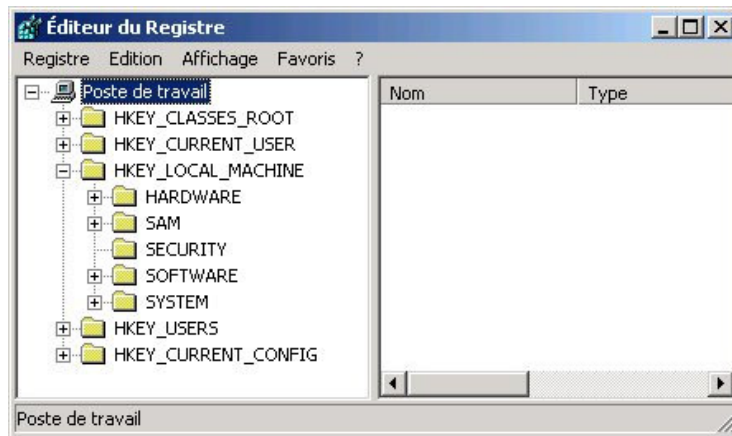 Éditeur du Registre
Registre Edition Affichage Favoris ?
Poste de travail
Nom Type
HKEY_CLASSES_ROOT
HKEY_CURRENT_USER
HKEY_LOCAL_MACHINE
HARDWARE
SAM
SECURITY
SOFTWARE
SYSTEM
HKEY_USERS
HKEY_CURRENT_CONFIG
Poste de travail